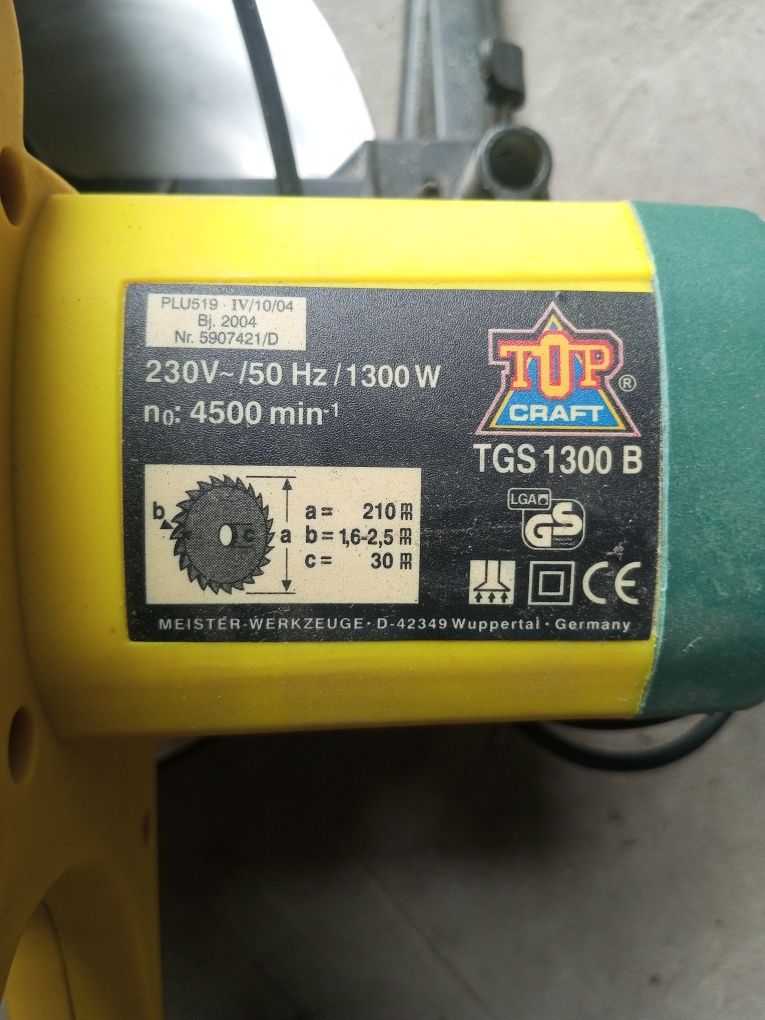 PLU519 · IV/10/04
Bj. 2004
Nr. 5907421/D
230V~/50 Hz/1300 W
n₀: 4500 min⁻¹
TOP
CRAFT
®
TGS 1300 B
b
c
a
a= 210 mm
b= 1,6-2,5 mm
c= 30 mm
LGA
GS
CE
MEISTER-WERKZEUGE · D-42349 Wuppertal · Germany